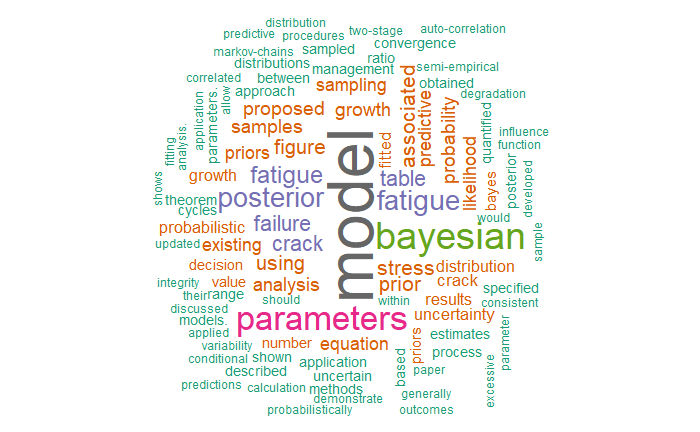 distribution
predictive procedures two-stage auto-correlation
markov-chains sampled convergence
distributions ratio semi-empirical
correlated between management obtained
allow approach sampling associated degradation
parameters. proposed growth predictive probability quantified
application samples fitted likelihood influence
analysis. priors figure bayes function
fitting growth fatigue table posterior
shows theorem posterior model fatigue developed
cycles failure would
probabilistic bayesian sample
updated existing crack
decision using stress distribution
integrity value analysis prior crack specified
their range should within results consistent
discussed parameters uncertainty
models.
applied number equation priors estimates parameter
variability shown based process
conditional application paper
described uncertain excessive
predictions calculation methods generally
demonstrate
probabilistically outcomes